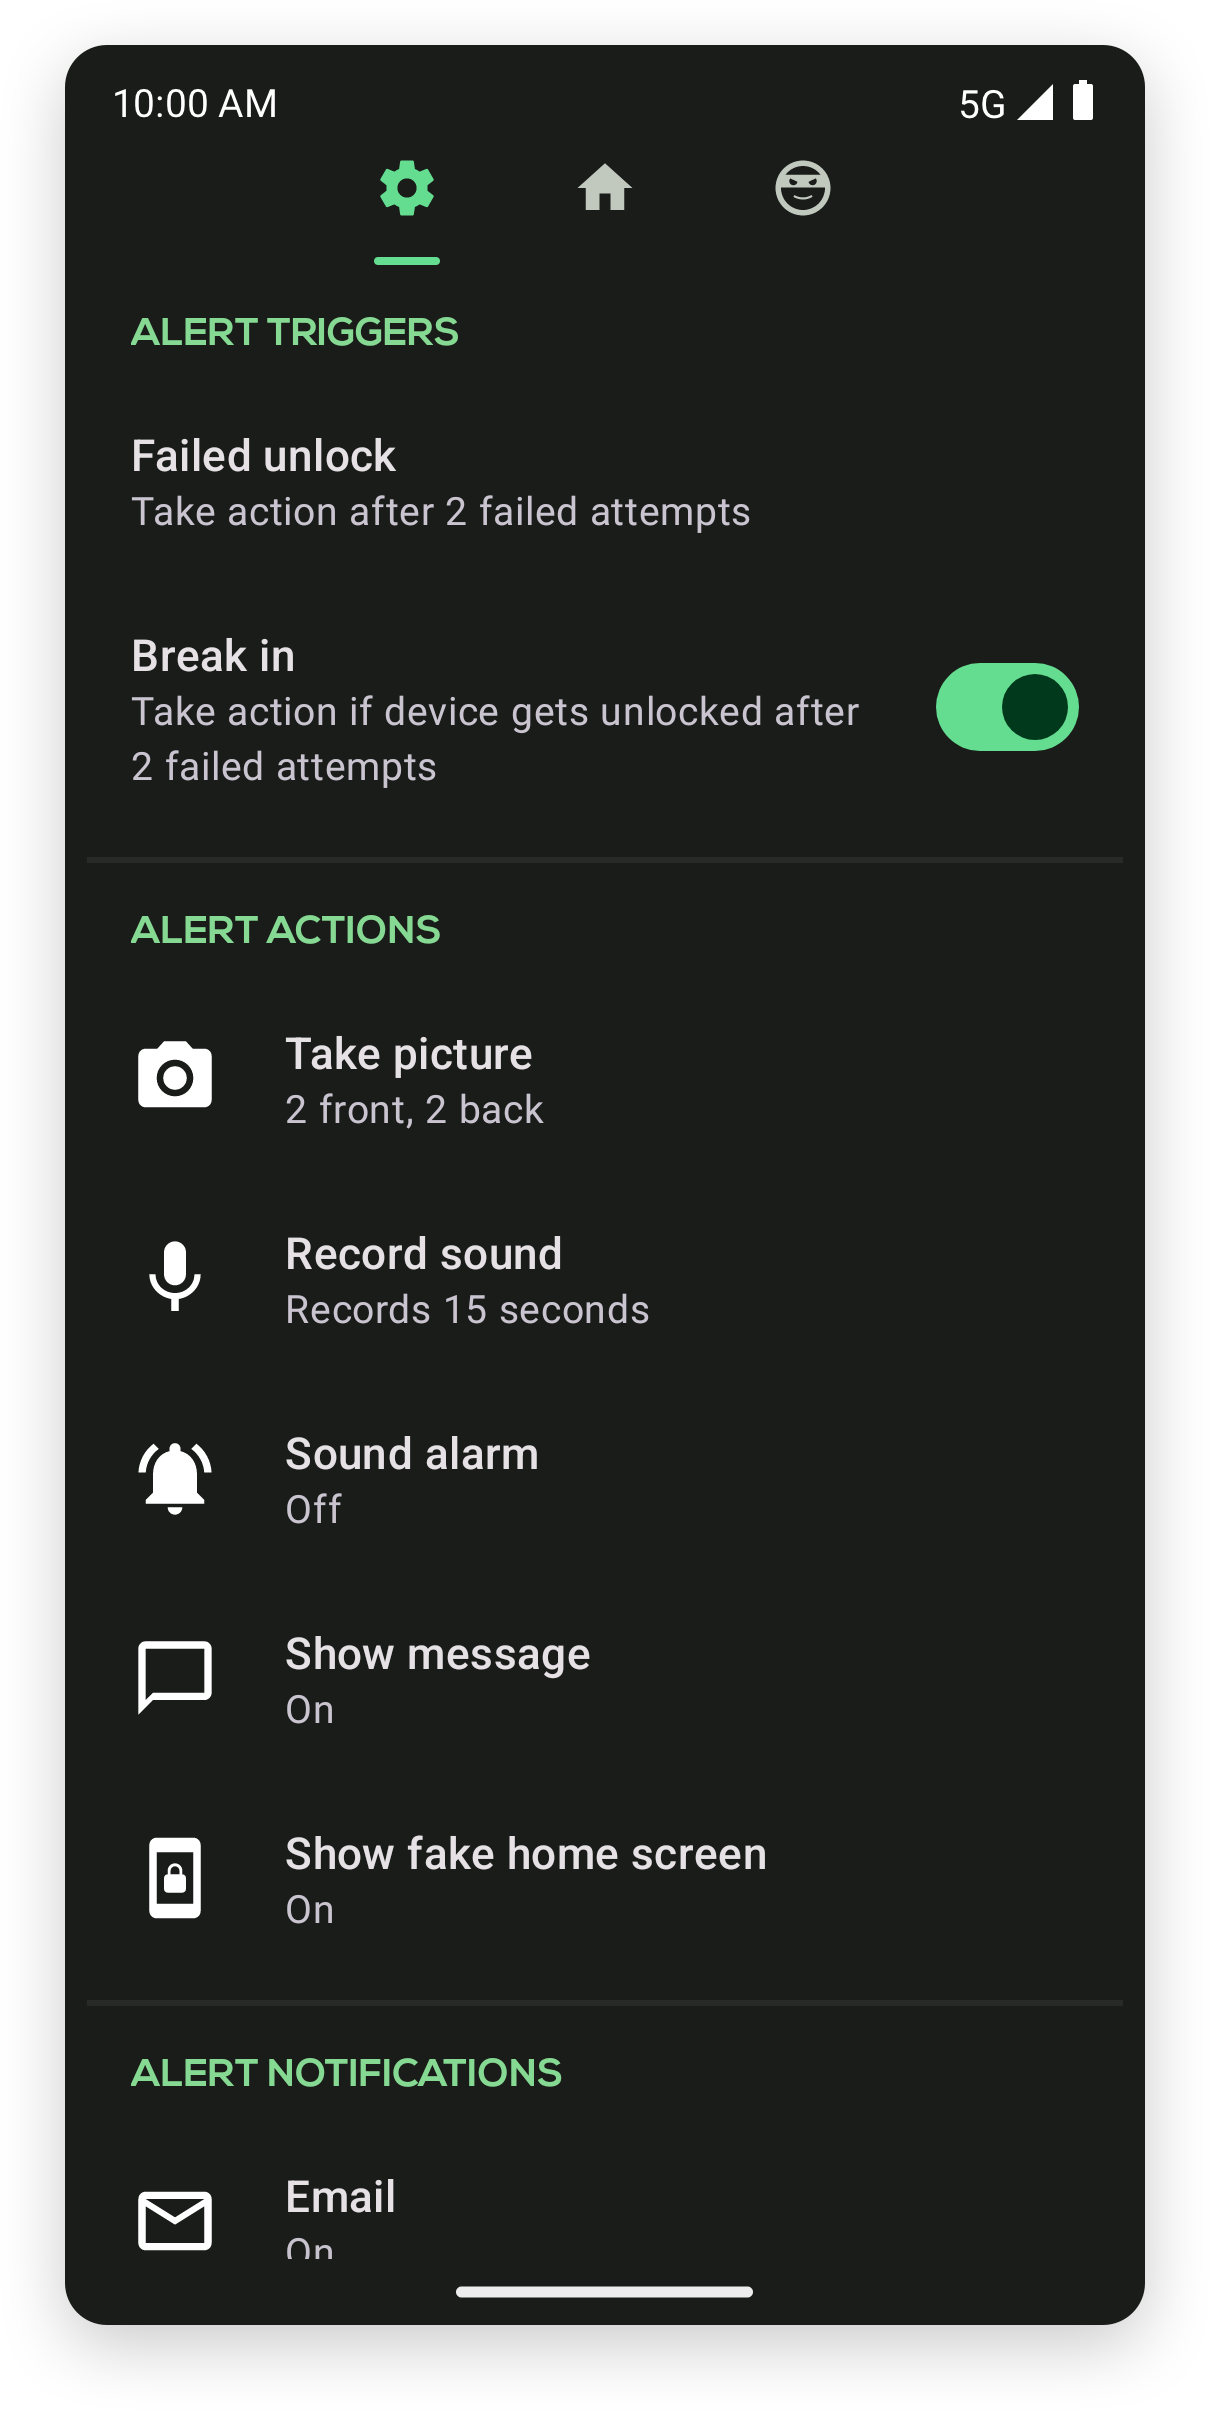 10:00 AM 5G
ALERT TRIGGERS
Failed unlock
Take action after 2 failed attempts
Break in
Take action if device gets unlocked after
2 failed attempts
ALERT ACTIONS
Take picture
2 front, 2 back
Record sound
Records 15 seconds
Sound alarm
Off
Show message
On
Show fake home screen
On
ALERT NOTIFICATIONS
Email
On